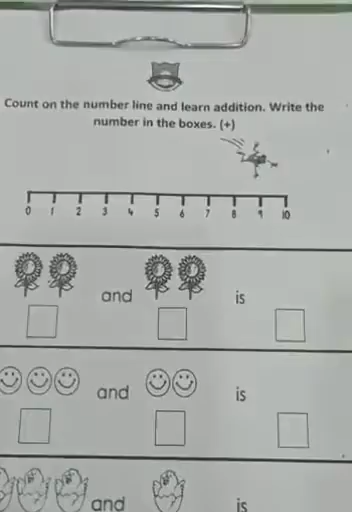 Count on the number line and learn addition. Write the
number in the boxes. (+)
0 1 2 3 4 5 6 7 8 9 10
and is
and is
and is